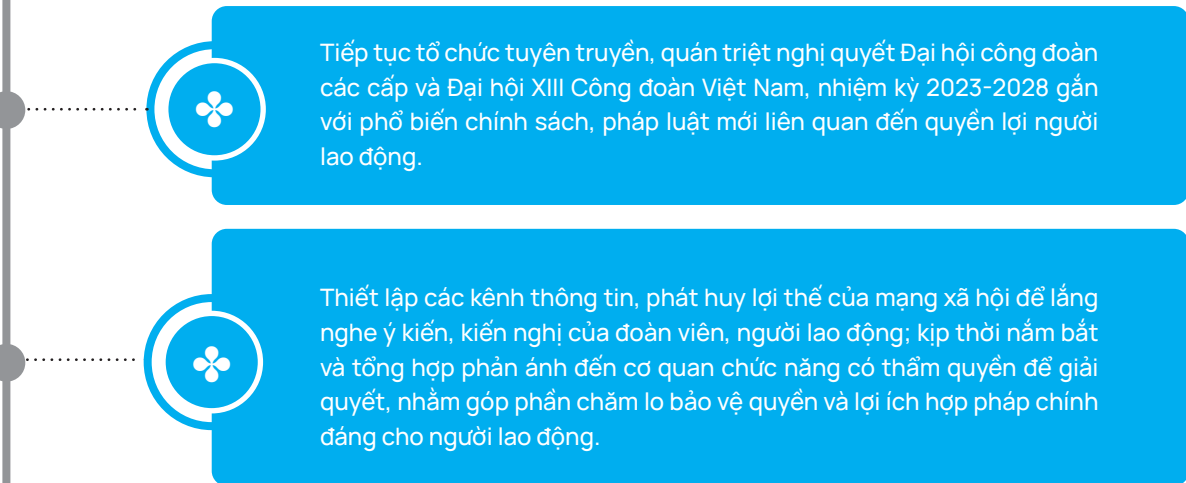 Tiếp tục tổ chức tuyên truyền, quán triệt nghị quyết Đại hội công đoàn
các cấp và Đại hội XIII Công đoàn Việt Nam, nhiệm kỳ 2023-2028 gắn
với phổ biến chính sách, pháp luật mới liên quan đến quyền lợi người
lao động.
Thiết lập các kênh thông tin, phát huy lợi thế của mạng xã hội để lắng
nghe ý kiến, kiến nghị của đoàn viên, người lao động; kịp thời nắm bắt
và tổng hợp phản ánh đến cơ quan chức năng có thẩm quyền để giải
quyết, nhằm góp phần chăm lo bảo vệ quyền và lợi ích hợp pháp chính
đáng cho người lao động.